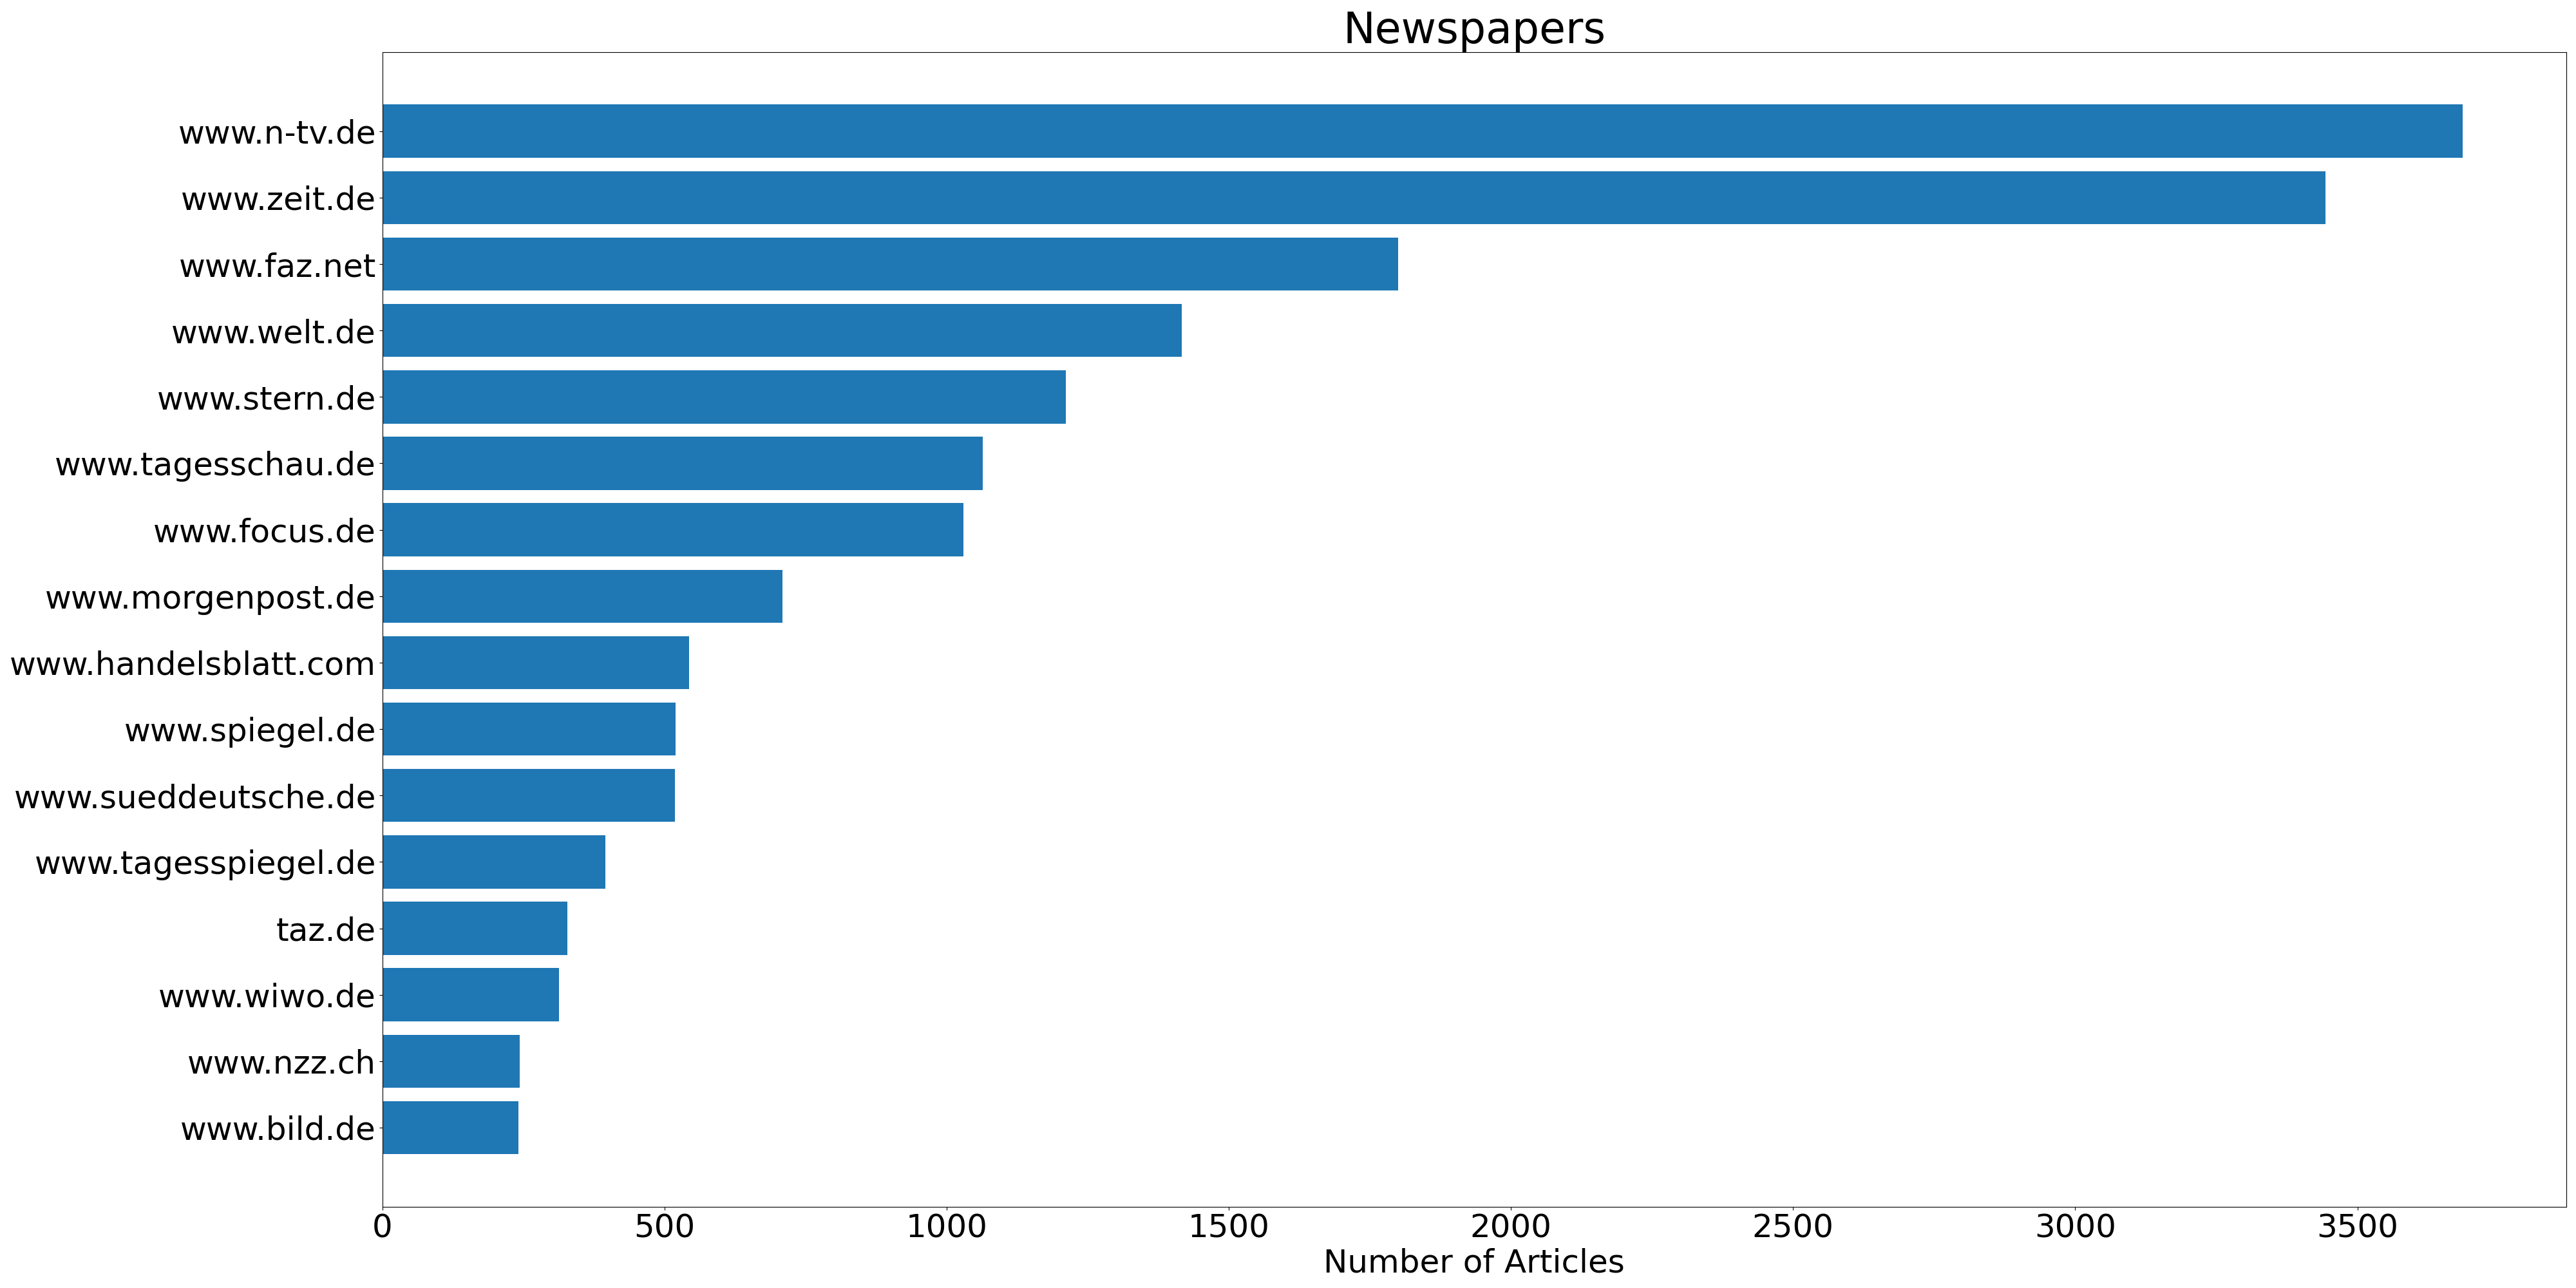 Newspapers
www.n-tv.de
www.zeit.de
www.faz.net
www.welt.de
www.stern.de
www.tagesschau.de
www.focus.de
www.morgenpost.de
www.handelsblatt.com
www.spiegel.de
www.sueddeutsche.de
www.tagesspiegel.de
taz.de
www.wiwo.de
www.nzz.ch
www.bild.de
0 500 1000 1500 2000 2500 3000 3500
Number of Articles